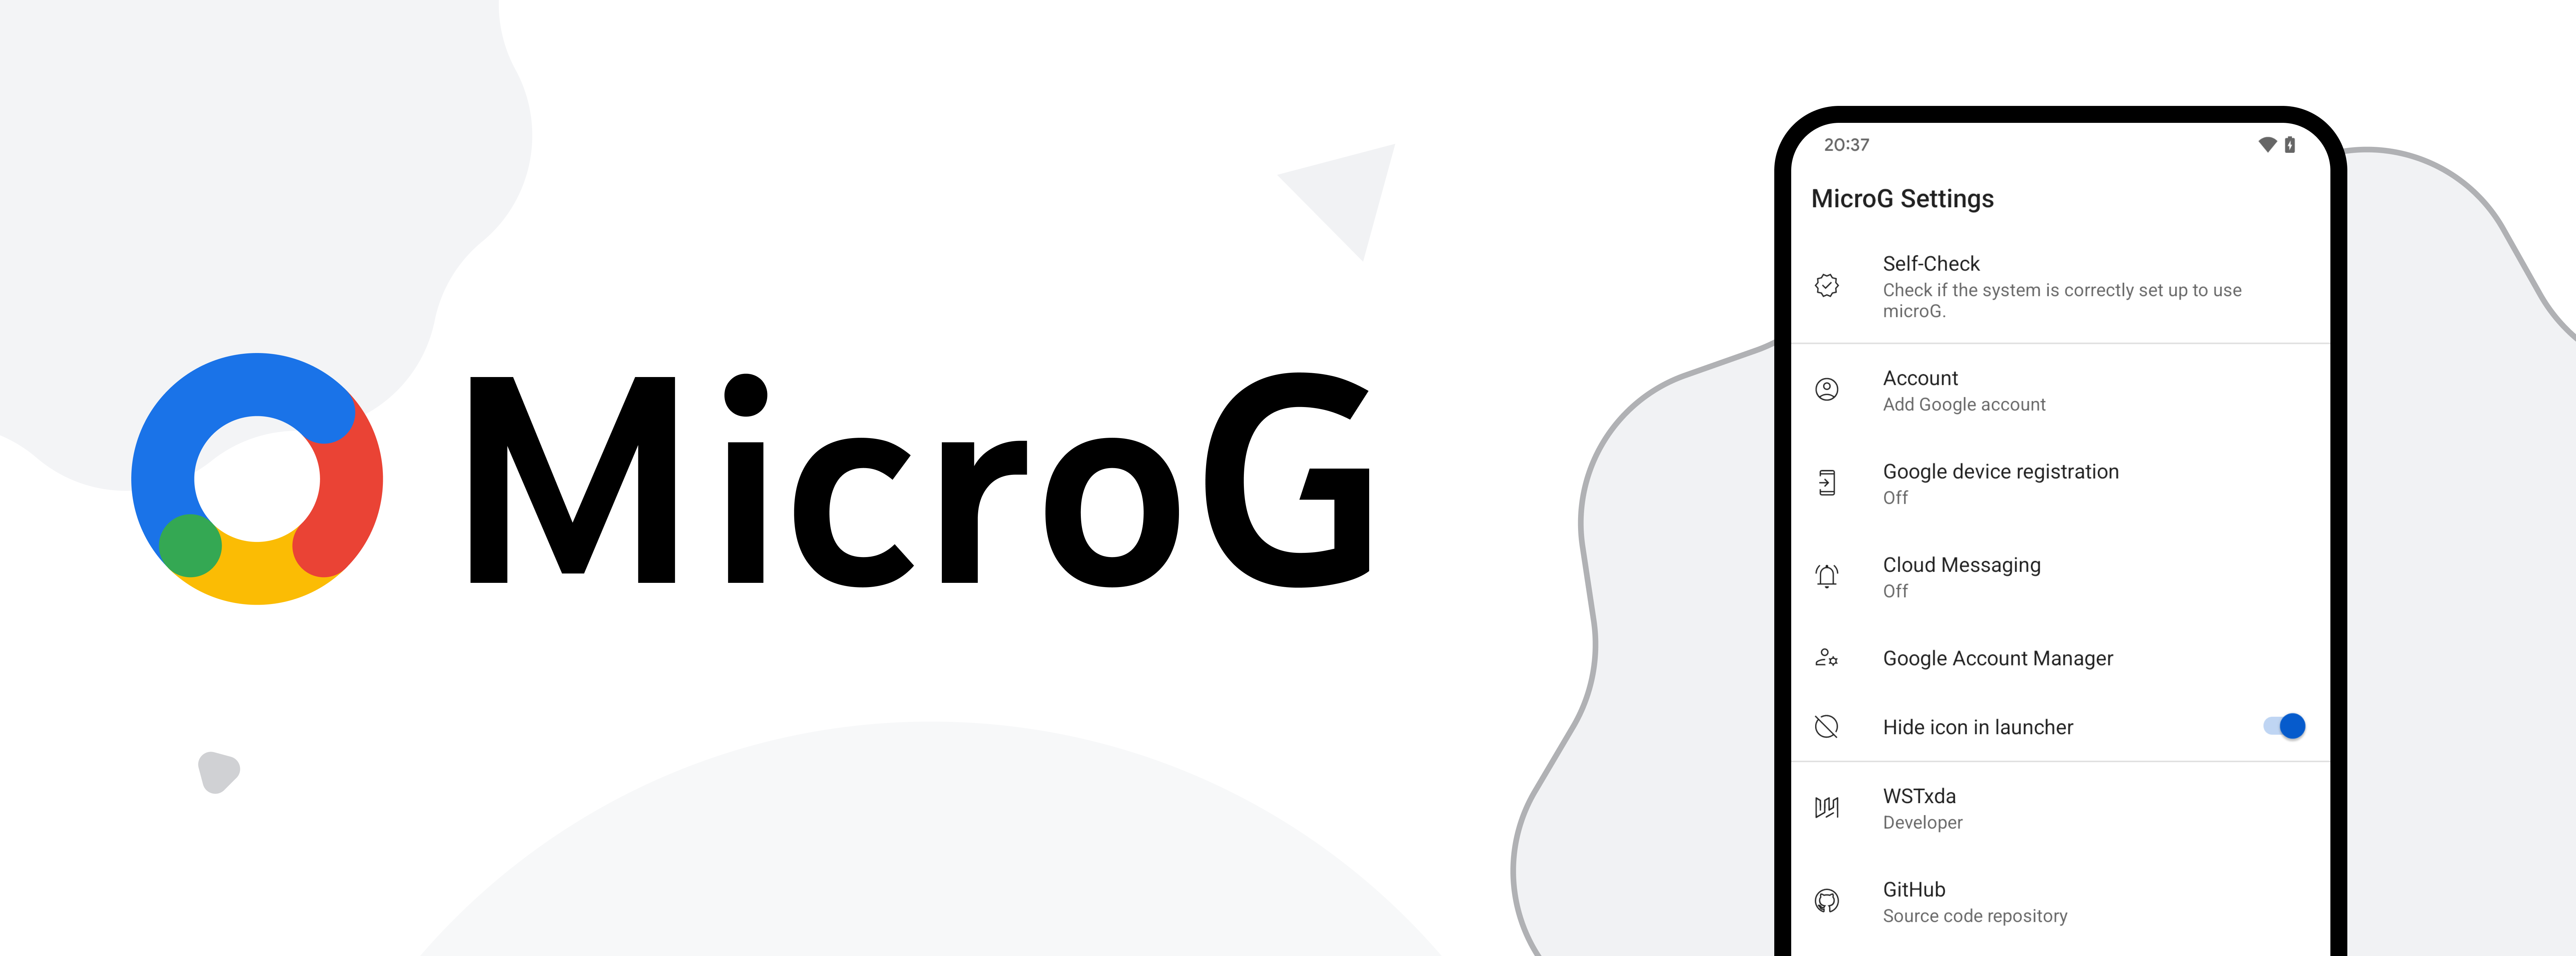 MicroG
20:37
MicroG Settings
Self-Check
Check if the system is correctly set up to use
microG.
Account
Add Google account
Google device registration
Off
Cloud Messaging
Off
Google Account Manager
Hide icon in launcher
WSTxda
Developer
GitHub
Source code repository